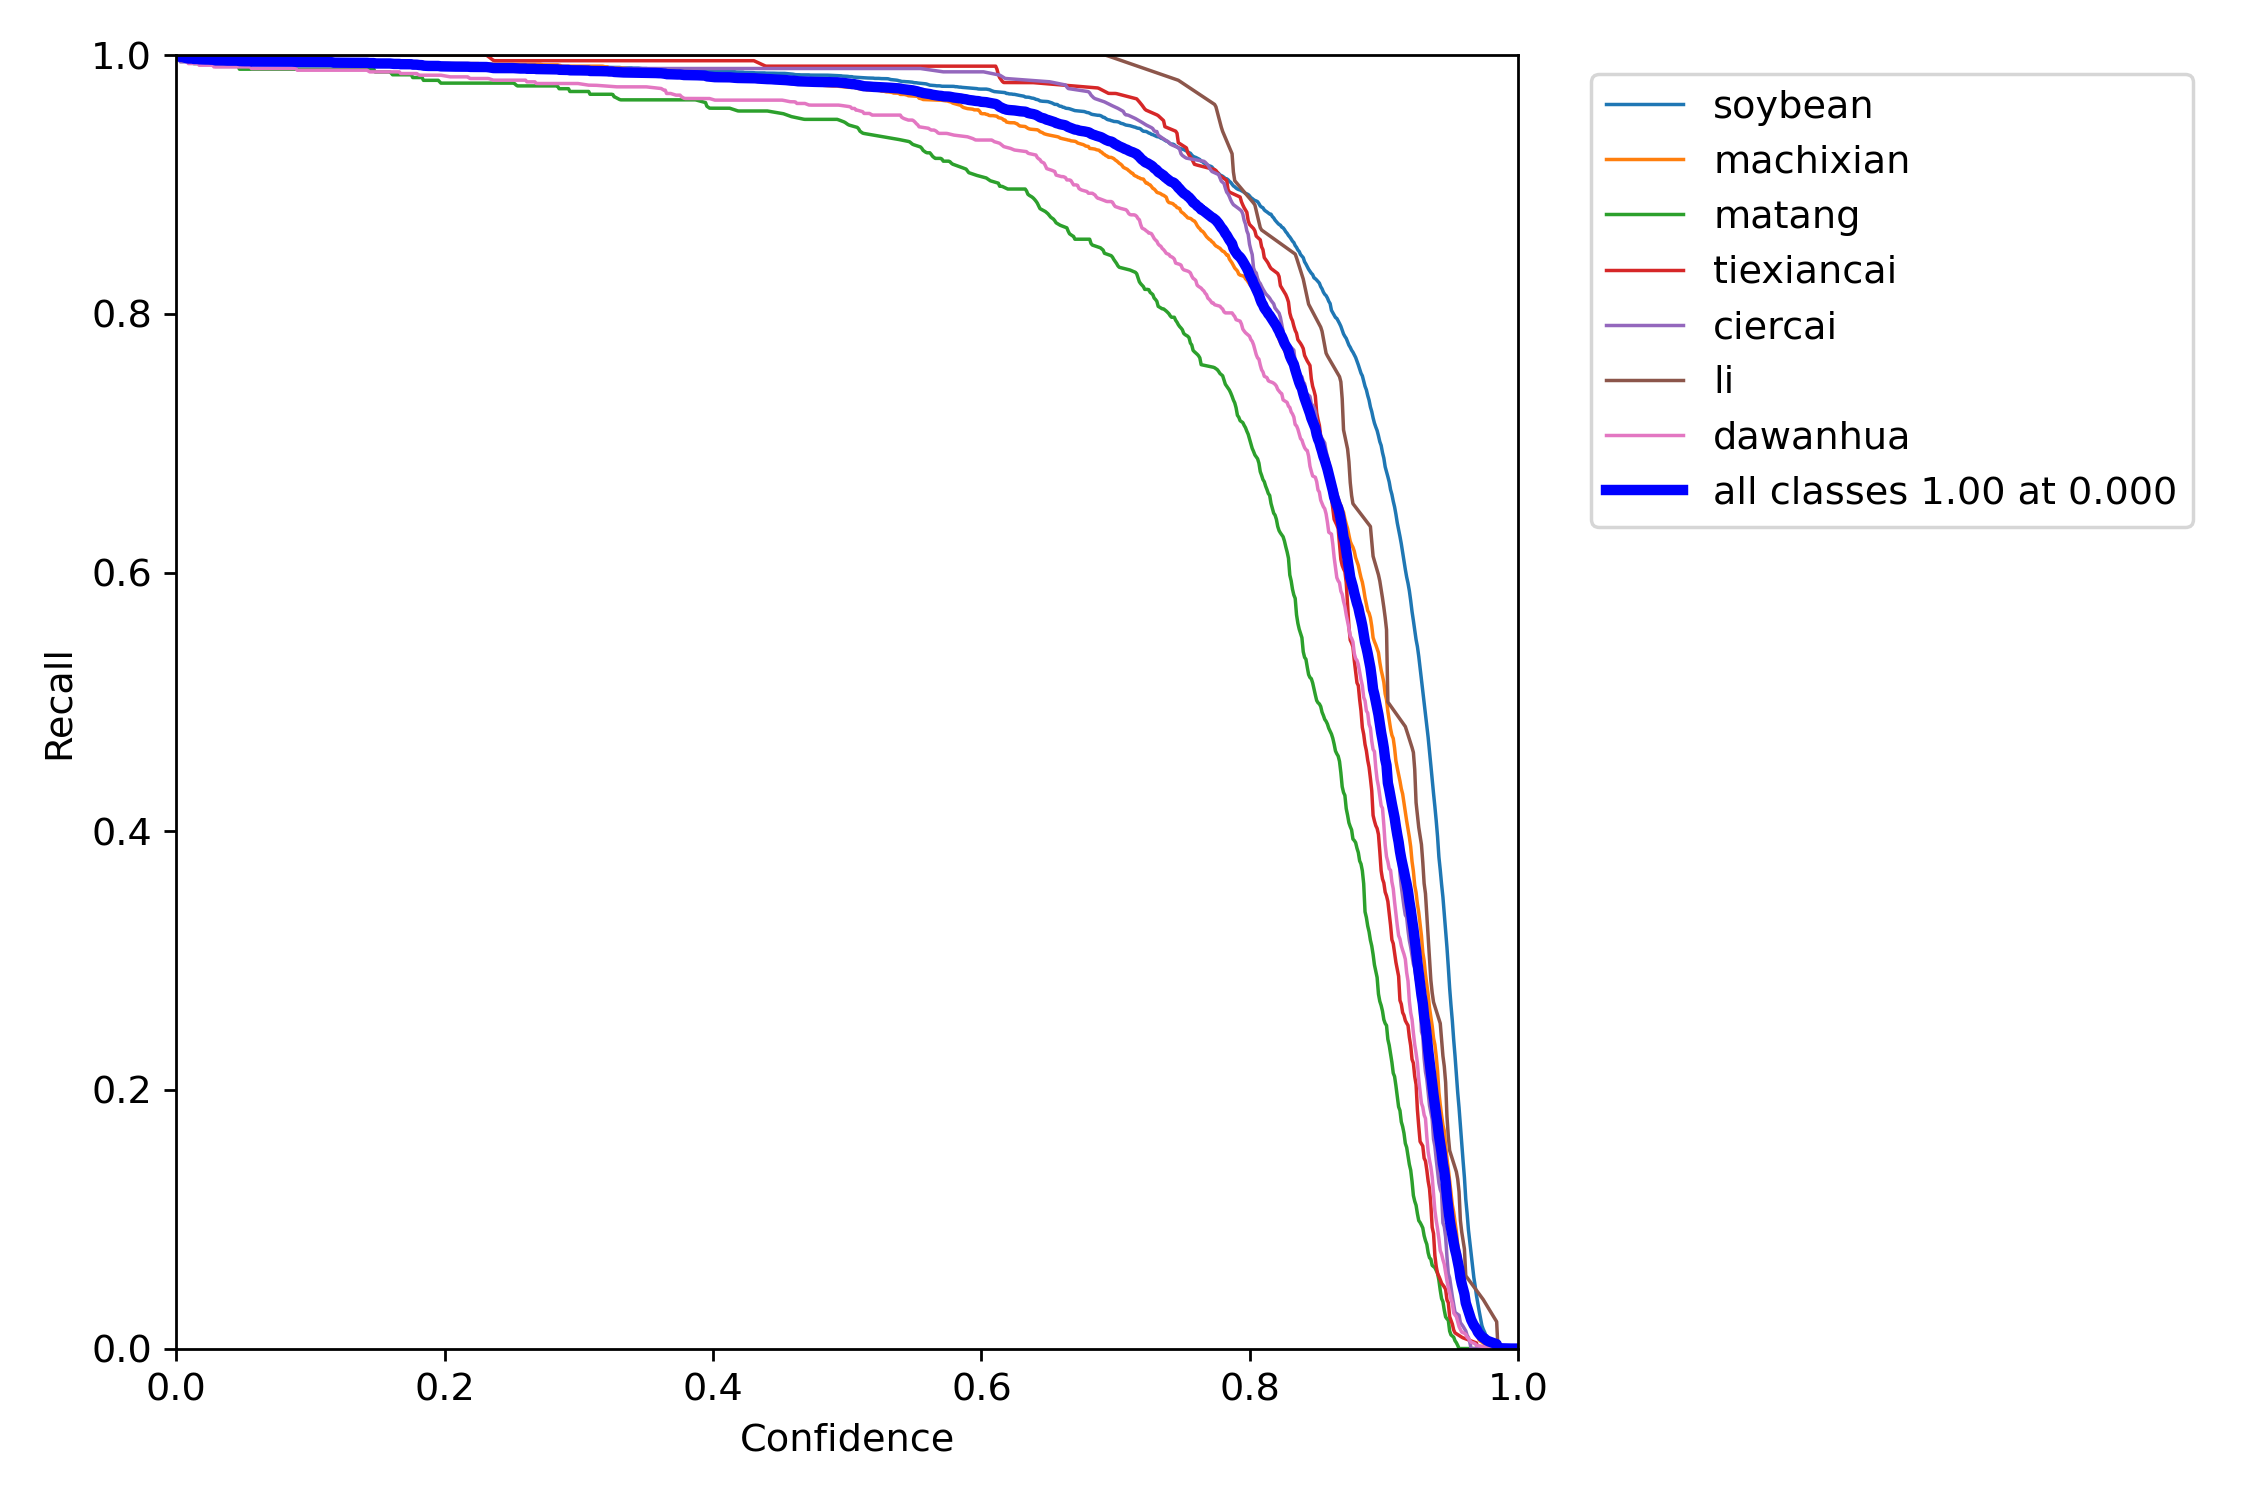 1.0
0.8
0.6
0.4
0.2
0.0
Recall
0.0 0.2 0.4 0.6 0.8 1.0
Confidence
soybean
machixian
matang
tiexiancai
ciercai
li
dawanhua
all classes 1.00 at 0.000